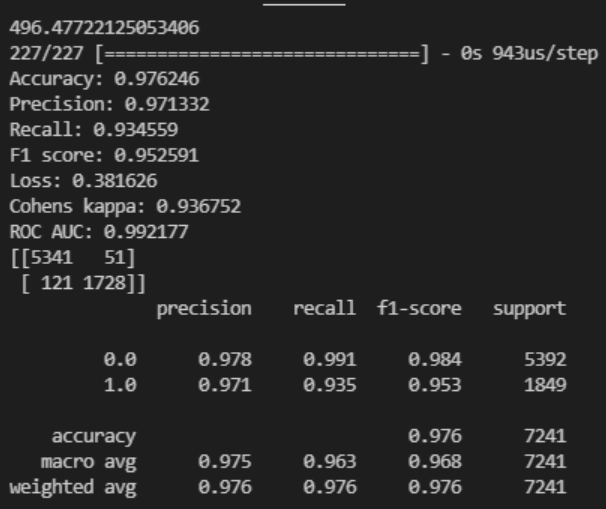 496.47722125053406
227/227 [==============================] - 0s 943us/step
Accuracy: 0.976246
Precision: 0.971332
Recall: 0.934559
F1 score: 0.952591
Loss: 0.381626
Cohens kappa: 0.936752
ROC AUC: 0.992177
[[5341   51]
 [ 121 1728]]
              precision    recall  f1-score   support
         0.0      0.978     0.991     0.984      5392
         1.0      0.971     0.935     0.953      1849
    accuracy                          0.976      7241
   macro avg      0.975     0.963     0.968      7241
weighted avg      0.976     0.976     0.976      7241